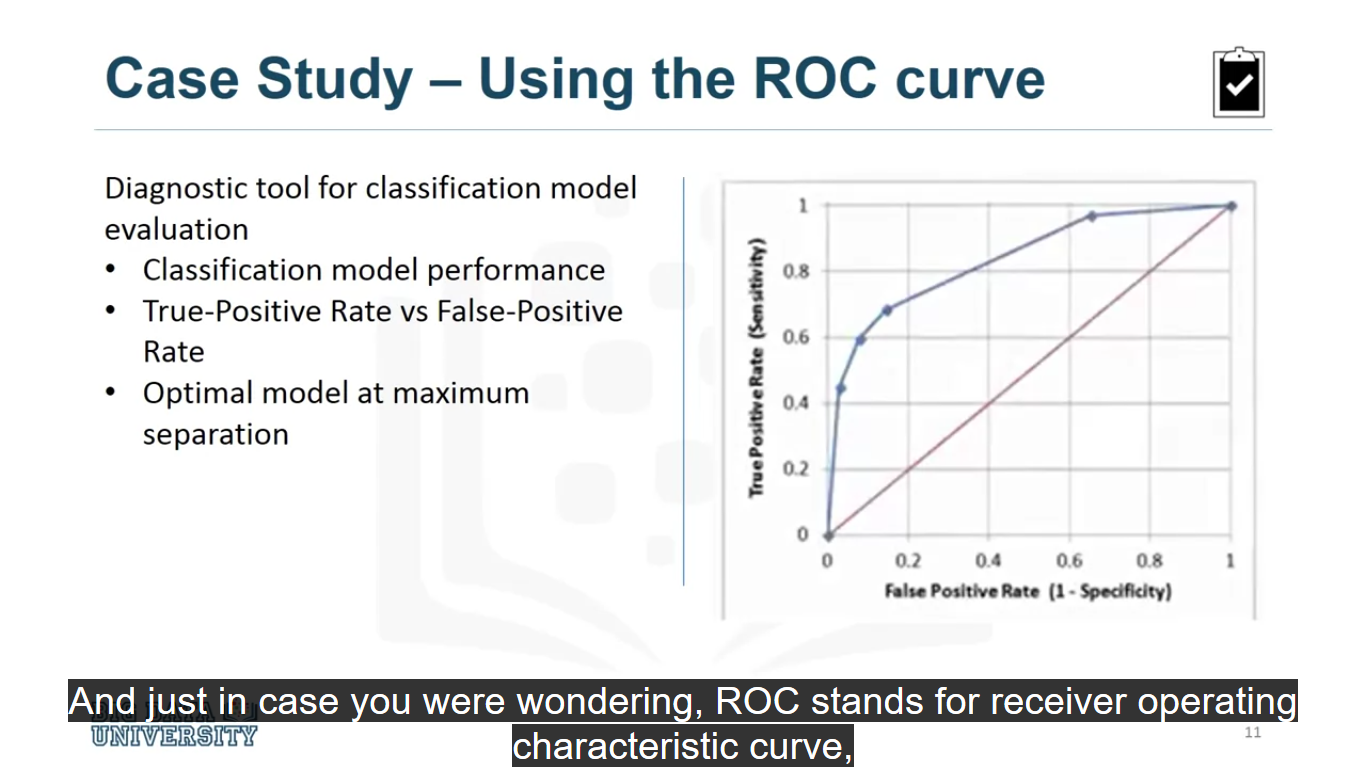 Case Study – Using the ROC curve
Diagnostic tool for classification model
evaluation
• Classification model performance
• True-Positive Rate vs False-Positive
Rate
• Optimal model at maximum
separation
True Positive Rate (Sensitivity)
1
0.8
0.6
0.4
0.2
0
0 0.2 0.4 0.6 0.8 1
False Positive Rate (1 - Specificity)
And just in case you were wondering, ROC stands for receiver operating
characteristic curve,
UNIVERSITY
11